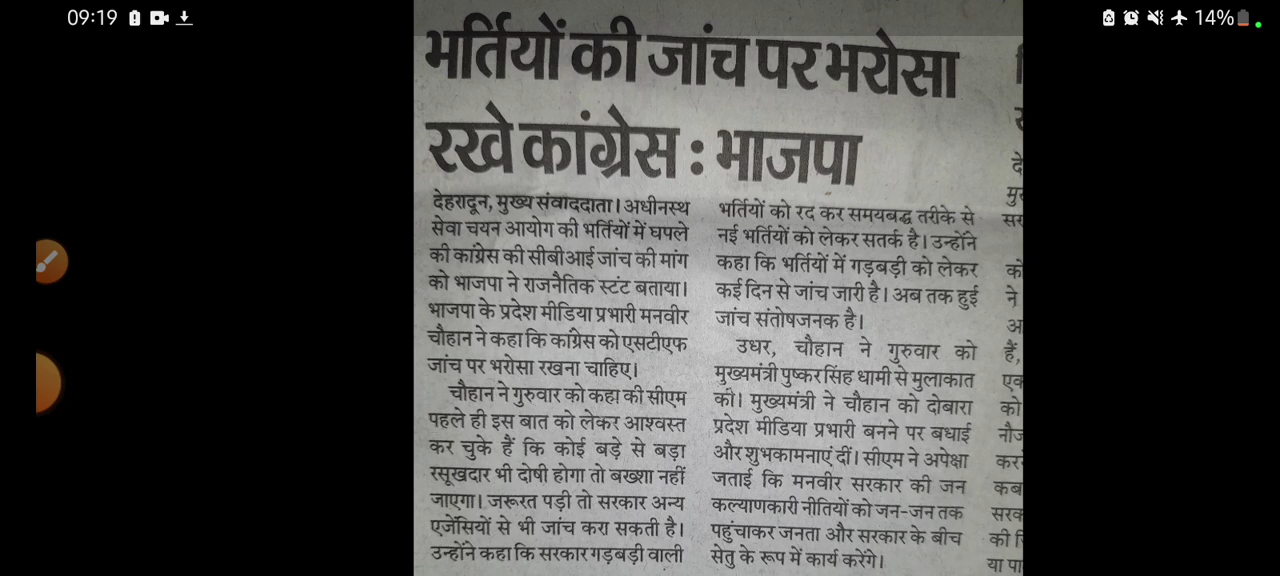 09:19
14%
भर्तियों की जांच पर भरोसा
रखे कांग्रेस : भाजपा
देहरादून, मुख्य संवाददाता। अधीनस्थ
सेवा चयन आयोग की भर्तियों में घपले
की कांग्रेस की सीबीआई जांच की मांग
को भाजपा ने राजनैतिक स्टंट बताया।
भाजपा के प्रदेश मीडिया प्रभारी मनवीर
चौहान ने कहा कि कांग्रेस को एसटीएफ
जांच पर भरोसा रखना चाहिए।
चौहान ने गुरुवार को कहा की सीएम
पहले ही इस बात को लेकर आश्वस्त
कर चुके हैं कि कोई बड़े से बड़ा
रसूखदार भी दोषी होगा तो बख्शा नहीं
जाएगा। जरूरत पड़ी तो सरकार अन्य
एजेंसियों से भी जांच करा सकती है।
उन्होंने कहा कि सरकार गड़बड़ी वाली
भर्तियों को रद कर समयबद्ध तरीके से
नई भर्तियों को लेकर सतर्क है। उन्होंने
कहा कि भर्तियों में गड़बड़ी को लेकर
कई दिन से जांच जारी है। अब तक हुई
जांच संतोषजनक है।
उधर, चौहान ने गुरुवार को
मुख्यमंत्री पुष्कर सिंह धामी से मुलाकात
की। मुख्यमंत्री ने चौहान को दोबारा
प्रदेश मीडिया प्रभारी बनने पर बधाई
और शुभकामनाएं दीं। सीएम ने अपेक्षा
जताई कि मनवीर सरकार की जन
कल्याणकारी नीतियों को जन-जन तक
पहुंचाकर जनता और सरकार के बीच
सेतु के रूप में कार्य करेंगे।